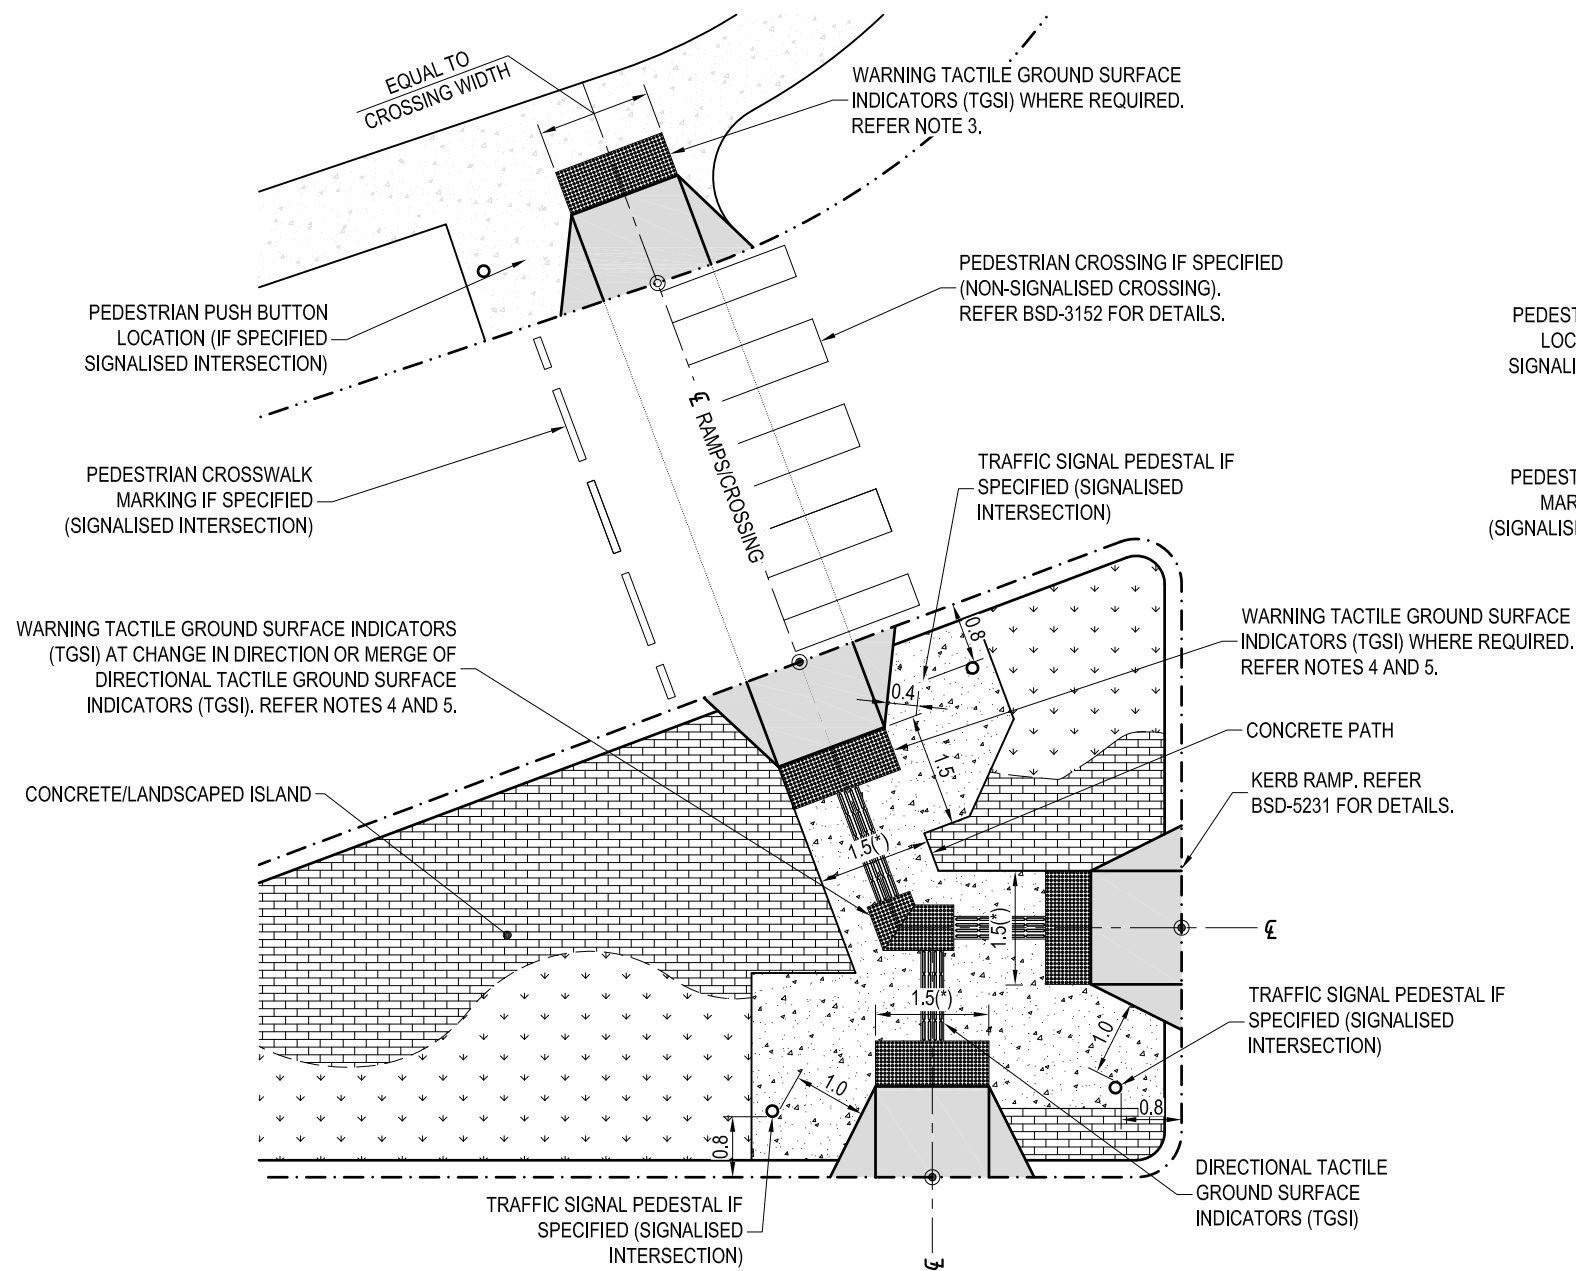 EQUAL TO
CROSSING WIDTH
WARNING TACTILE GROUND SURFACE
INDICATORS (TGSI) WHERE REQUIRED.
REFER NOTE 3.
PEDESTRIAN CROSSING IF SPECIFIED
(NON-SIGNALISED CROSSING).
REFER BSD-3152 FOR DETAILS.
PEDESTRIAN PUSH BUTTON
LOCATION (IF SPECIFIED
SIGNALISED INTERSECTION)
PEDESTRIAN CROSSWALK
MARKING IF SPECIFIED
(SIGNALISED INTERSECTION)
℄ RAMPS/CROSSING
TRAFFIC SIGNAL PEDESTAL IF
SPECIFIED (SIGNALISED
INTERSECTION)
WARNING TACTILE GROUND SURFACE INDICATORS
(TGSI) AT CHANGE IN DIRECTION OR MERGE OF
DIRECTIONAL TACTILE GROUND SURFACE
INDICATORS (TGSI). REFER NOTES 4 AND 5.
WARNING TACTILE GROUND SURFACE
INDICATORS (TGSI) WHERE REQUIRED.
REFER NOTES 4 AND 5.
0.8
0.4
1.5
CONCRETE PATH
KERB RAMP. REFER
BSD-5231 FOR DETAILS.
CONCRETE/LANDSCAPED ISLAND
1.5(*)
1.5(*)
℄
1.5(*)
TRAFFIC SIGNAL PEDESTAL IF
SPECIFIED (SIGNALISED
INTERSECTION)
1.0
1.0
0.8
0.8
DIRECTIONAL TACTILE
GROUND SURFACE
INDICATORS (TGSI)
TRAFFIC SIGNAL PEDESTAL IF
SPECIFIED (SIGNALISED
INTERSECTION)
℄
PEDEST
LOC
SIGNALI
PEDEST
MAR
(SIGNALIS